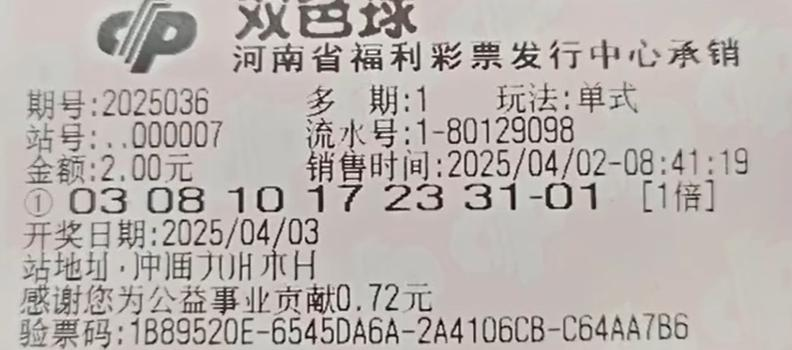 双色球
河南省福利彩票发行中心承销
期号:2025036 多 期:1 玩法:单式
站号:..000007 流水号:1-80129098
金额:2.00元 销售时间:2025/04/02-08:41:19
① 03 08 10 17 23 31-01 [1倍]
开奖日期:2025/04/03
站地址
感谢您为公益事业贡献0.72元
验票码:1B89520E-6545DA6A-2A4106CB-C64AA7B6